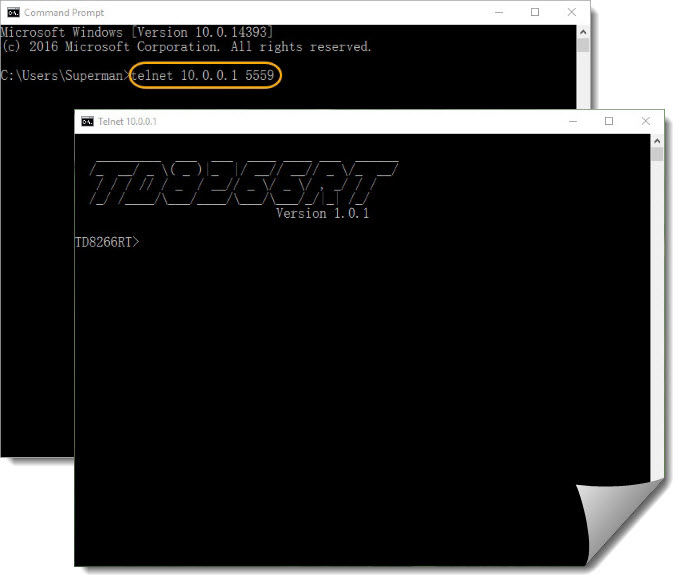 Command Prompt
Microsoft Windows [Version 10.0.14393]
(c) 2016 Microsoft Corporation. All rights reserved.
C:\Users\Superman>telnet 10.0.0.1 5559
Telnet 10.0.0.1
TD8266RT
Version 1.0.1
TD8266RT>